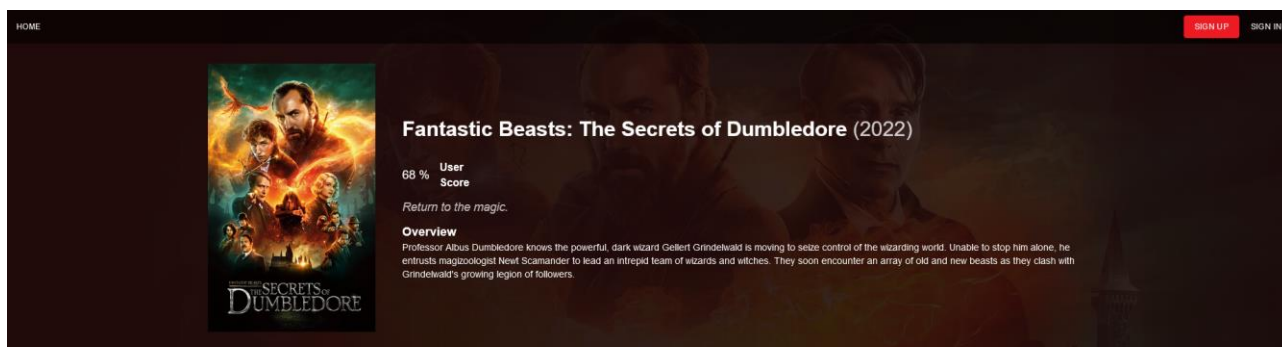 HOME
SIGN UP
SIGN IN
Fantastic Beasts: The Secrets of Dumbledore (2022)
68 %
User
Score
Return to the magic.
Overview
Professor Albus Dumbledore knows the powerful, dark wizard Gellert Grindelwald is moving to seize control of the wizarding world. Unable to stop him alone, he
entrusts magizoologist Newt Scamander to lead an intrepid team of wizards and witches. They soon encounter an array of old and new beasts as they clash with
Grindelwald's growing legion of followers.
THE SECRETS OF
DUMBLEDORE